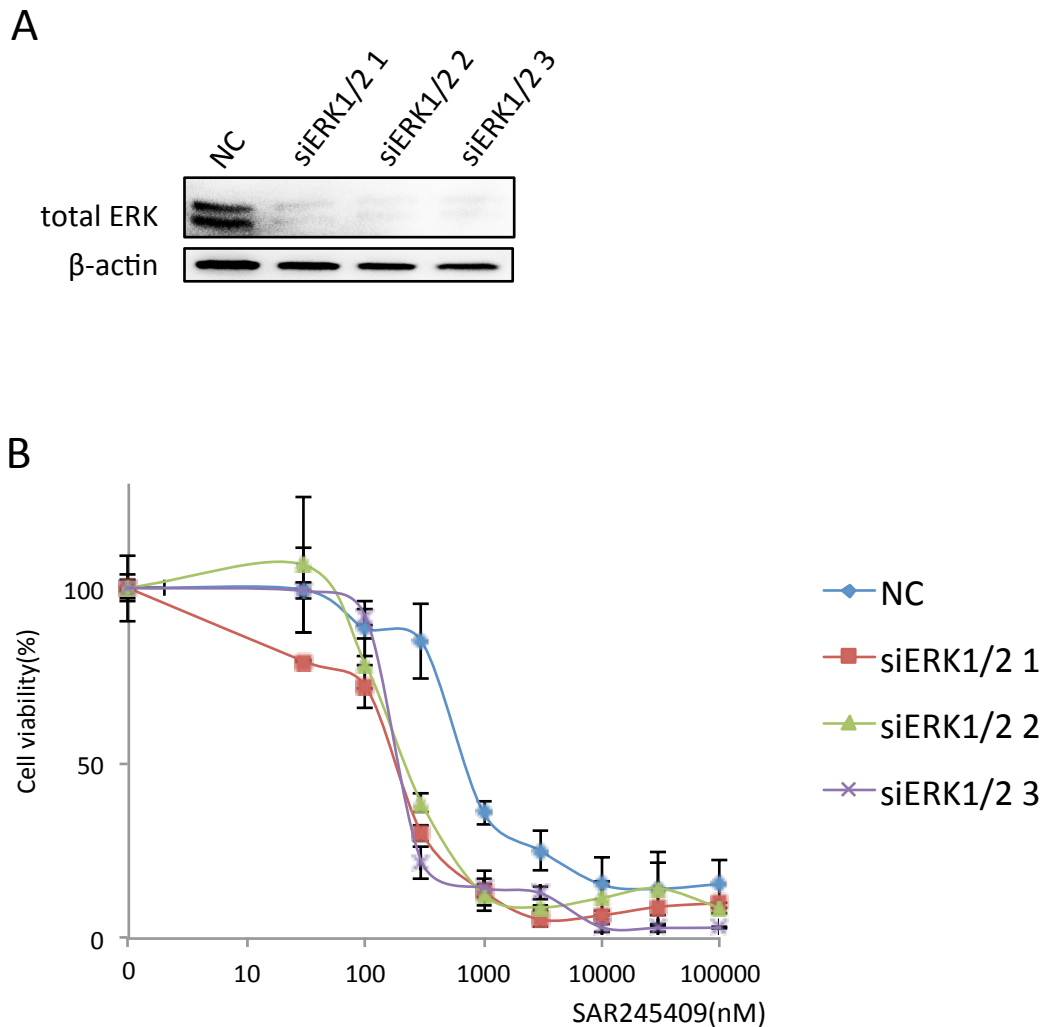 A
NC
siERK1/2 1
siERK1/2 2
siERK1/2 3
total ERK
β-actin
B
100
50
0
Cell viability(%)
0 10 100 1000 10000 100000
SAR245409(nM)
NC
siERK1/2 1
siERK1/2 2
siERK1/2 3